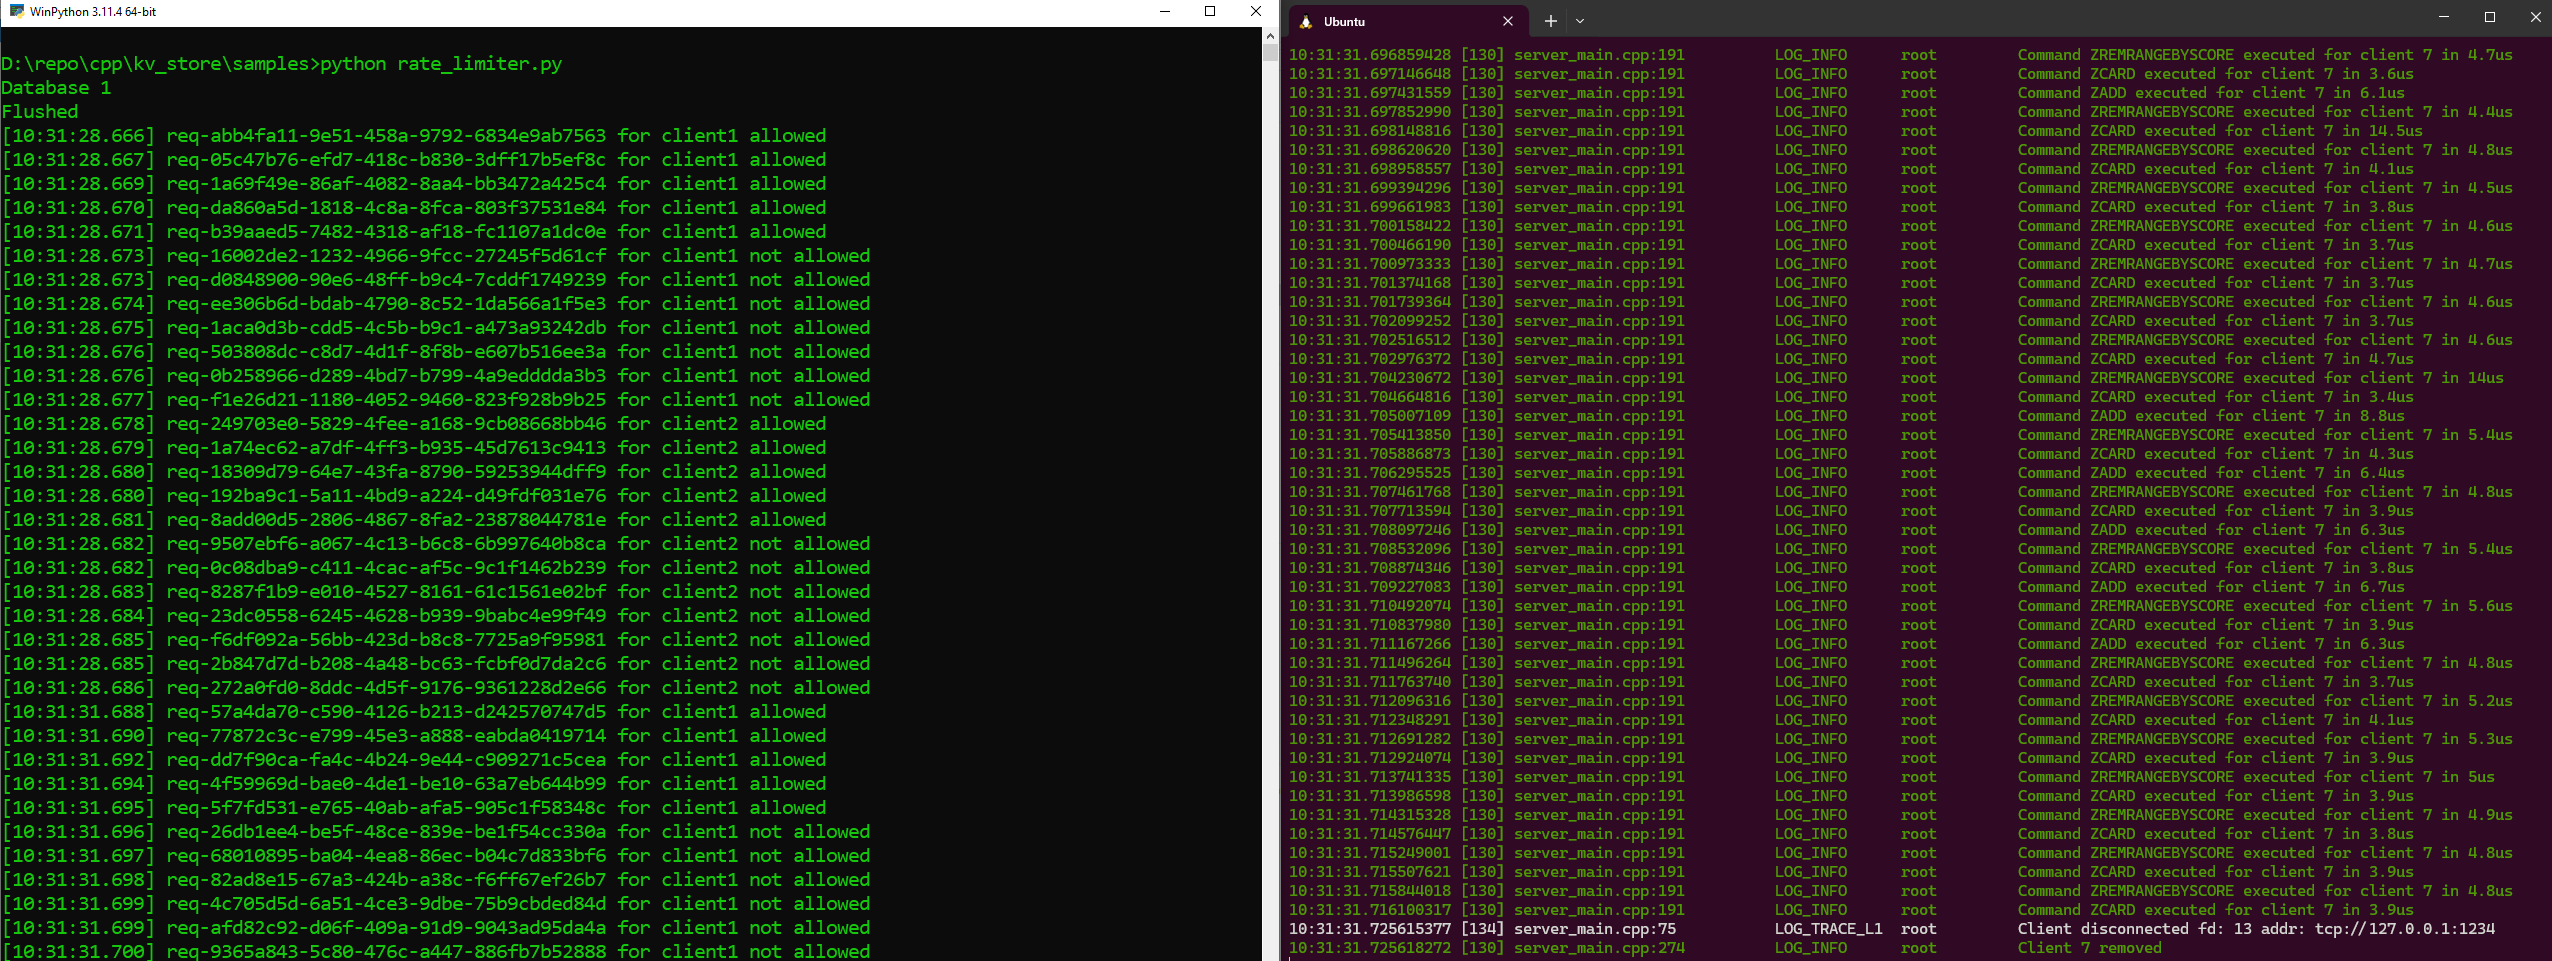 WinPython 3.11.4 64-bit
D:\repo\cpp\kv_store\samples>python rate_limiter.py
Database 1
Flushed
[10:31:28.666] req-abb4fa11-9e51-458a-9792-6834e9ab7563 for client1 allowed
[10:31:28.667] req-05c47b76-efd7-418c-b830-3dff17b5ef8c for client1 allowed
[10:31:28.669] req-1a69f49e-86af-4082-8aa4-bb3472a425c4 for client1 allowed
[10:31:28.670] req-da860a5d-1818-4c8a-8fca-803f37531e84 for client1 allowed
[10:31:28.671] req-b39aaed5-7482-4318-af18-fc1107a1dc0e for client1 allowed
[10:31:28.673] req-16002de2-1232-4966-9fcc-27245f5d61cf for client1 not allowed
[10:31:28.673] req-d0848900-90e6-48ff-b9c4-7cddf1749239 for client1 not allowed
[10:31:28.674] req-ee306b6d-bdab-4790-8c52-1da566a1f5e3 for client1 not allowed
[10:31:28.675] req-1aca0d3b-cdd5-4c5b-b9c1-a473a93242db for client1 not allowed
[10:31:28.676] req-503808dc-c8d7-4d1f-8f8b-e607b516ee3a for client1 not allowed
[10:31:28.676] req-0b258966-d289-4bd7-b799-4a9edddda3b3 for client1 not allowed
[10:31:28.677] req-f1e26d21-1180-4052-9460-823f928b9b25 for client1 not allowed
[10:31:28.678] req-249703e0-5829-4fee-a168-9cb08668bb46 for client2 allowed
[10:31:28.679] req-1a74ec62-a7df-4ff3-b935-45d7613c9413 for client2 allowed
[10:31:28.680] req-18309d79-64e7-43fa-8790-59253944dff9 for client2 allowed
[10:31:28.680] req-192ba9c1-5a11-4bd9-a224-d49fdf031e76 for client2 allowed
[10:31:28.681] req-8add00d5-2806-4867-8fa2-23878044781e for client2 allowed
[10:31:28.682] req-9507ebf6-a067-4c13-b6c8-6b997640b8ca for client2 not allowed
[10:31:28.682] req-0c08dba9-c411-4cac-af5c-9c1f1462b239 for client2 not allowed
[10:31:28.683] req-8287f1b9-e010-4527-8161-61c1561e02bf for client2 not allowed
[10:31:28.684] req-23dc0558-6245-4628-b939-9babc4e99f49 for client2 not allowed
[10:31:28.685] req-f6df092a-56bb-423d-b8c8-7725a9f95981 for client2 not allowed
[10:31:28.685] req-2b847d7d-b208-4a48-bc63-fcbf0d7da2c6 for client2 not allowed
[10:31:28.686] req-272a0fd0-8ddc-4d5f-9176-9361228d2e66 for client2 not allowed
[10:31:31.688] req-57a4da70-c590-4126-b213-d242570747d5 for client1 allowed
[10:31:31.690] req-77872c3c-e799-45e3-a888-eabda0419714 for client1 allowed
[10:31:31.692] req-dd7f90ca-fa4c-4b24-9e44-c909271c5cea for client1 allowed
[10:31:31.694] req-4f59969d-bae0-4de1-be10-63a7eb644b99 for client1 allowed
[10:31:31.695] req-5f7fd531-e765-40ab-afa5-905c1f58348c for client1 allowed
[10:31:31.696] req-26db1ee4-be5f-48ce-839e-be1f54cc330a for client1 not allowed
[10:31:31.697] req-68010895-ba04-4ea8-86ec-b04c7d833bf6 for client1 not allowed
[10:31:31.698] req-82ad8e15-67a3-424b-a38c-f6ff67ef26b7 for client1 not allowed
[10:31:31.699] req-4c705d5d-6a51-4ce3-9dbe-75b9cbded84d for client1 not allowed
[10:31:31.699] req-afd82c92-d06f-409a-91d9-9043ad95da4a for client1 not allowed
[10:31:31.700] req-9365a843-5c80-476c-a447-886fb7b52888 for client1 not allowed
Ubuntu
10:31:31.696859428 [130] server_main.cpp:191 LOG_INFO root Command ZREMRANGEBYSCORE executed for client 7 in 4.7us
10:31:31.697146648 [130] server_main.cpp:191 LOG_INFO root Command ZCARD executed for client 7 in 3.6us
10:31:31.697431559 [130] server_main.cpp:191 LOG_INFO root Command ZADD executed for client 7 in 6.1us
10:31:31.697852990 [130] server_main.cpp:191 LOG_INFO root Command ZREMRANGEBYSCORE executed for client 7 in 4.4us
10:31:31.698148816 [130] server_main.cpp:191 LOG_INFO root Command ZCARD executed for client 7 in 14.5us
10:31:31.698620620 [130] server_main.cpp:191 LOG_INFO root Command ZREMRANGEBYSCORE executed for client 7 in 4.8us
10:31:31.698958557 [130] server_main.cpp:191 LOG_INFO root Command ZCARD executed for client 7 in 4.1us
10:31:31.699394296 [130] server_main.cpp:191 LOG_INFO root Command ZREMRANGEBYSCORE executed for client 7 in 4.5us
10:31:31.699661983 [130] server_main.cpp:191 LOG_INFO root Command ZCARD executed for client 7 in 3.8us
10:31:31.700158422 [130] server_main.cpp:191 LOG_INFO root Command ZREMRANGEBYSCORE executed for client 7 in 4.6us
10:31:31.700466190 [130] server_main.cpp:191 LOG_INFO root Command ZCARD executed for client 7 in 3.7us
10:31:31.700973333 [130] server_main.cpp:191 LOG_INFO root Command ZREMRANGEBYSCORE executed for client 7 in 4.7us
10:31:31.701374168 [130] server_main.cpp:191 LOG_INFO root Command ZCARD executed for client 7 in 3.7us
10:31:31.701739364 [130] server_main.cpp:191 LOG_INFO root Command ZREMRANGEBYSCORE executed for client 7 in 4.6us
10:31:31.702099252 [130] server_main.cpp:191 LOG_INFO root Command ZCARD executed for client 7 in 3.7us
10:31:31.702516512 [130] server_main.cpp:191 LOG_INFO root Command ZREMRANGEBYSCORE executed for client 7 in 4.6us
10:31:31.702976372 [130] server_main.cpp:191 LOG_INFO root Command ZCARD executed for client 7 in 4.7us
10:31:31.704230672 [130] server_main.cpp:191 LOG_INFO root Command ZREMRANGEBYSCORE executed for client 7 in 14us
10:31:31.704664816 [130] server_main.cpp:191 LOG_INFO root Command ZCARD executed for client 7 in 3.4us
10:31:31.705007109 [130] server_main.cpp:191 LOG_INFO root Command ZADD executed for client 7 in 8.8us
10:31:31.705413850 [130] server_main.cpp:191 LOG_INFO root Command ZREMRANGEBYSCORE executed for client 7 in 5.4us
10:31:31.705886873 [130] server_main.cpp:191 LOG_INFO root Command ZCARD executed for client 7 in 4.3us
10:31:31.706295525 [130] server_main.cpp:191 LOG_INFO root Command ZADD executed for client 7 in 6.4us
10:31:31.707461768 [130] server_main.cpp:191 LOG_INFO root Command ZREMRANGEBYSCORE executed for client 7 in 4.8us
10:31:31.707713594 [130] server_main.cpp:191 LOG_INFO root Command ZCARD executed for client 7 in 3.9us
10:31:31.708097246 [130] server_main.cpp:191 LOG_INFO root Command ZADD executed for client 7 in 6.3us
10:31:31.708532096 [130] server_main.cpp:191 LOG_INFO root Command ZREMRANGEBYSCORE executed for client 7 in 5.4us
10:31:31.708874346 [130] server_main.cpp:191 LOG_INFO root Command ZCARD executed for client 7 in 3.8us
10:31:31.709227083 [130] server_main.cpp:191 LOG_INFO root Command ZADD executed for client 7 in 6.7us
10:31:31.710492074 [130] server_main.cpp:191 LOG_INFO root Command ZREMRANGEBYSCORE executed for client 7 in 5.6us
10:31:31.710837980 [130] server_main.cpp:191 LOG_INFO root Command ZCARD executed for client 7 in 3.9us
10:31:31.711167266 [130] server_main.cpp:191 LOG_INFO root Command ZADD executed for client 7 in 6.3us
10:31:31.711496264 [130] server_main.cpp:191 LOG_INFO root Command ZREMRANGEBYSCORE executed for client 7 in 4.8us
10:31:31.711763740 [130] server_main.cpp:191 LOG_INFO root Command ZCARD executed for client 7 in 3.7us
10:31:31.712096316 [130] server_main.cpp:191 LOG_INFO root Command ZREMRANGEBYSCORE executed for client 7 in 5.2us
10:31:31.712348291 [130] server_main.cpp:191 LOG_INFO root Command ZCARD executed for client 7 in 4.1us
10:31:31.712691282 [130] server_main.cpp:191 LOG_INFO root Command ZREMRANGEBYSCORE executed for client 7 in 5.3us
10:31:31.712924074 [130] server_main.cpp:191 LOG_INFO root Command ZCARD executed for client 7 in 3.9us
10:31:31.713741335 [130] server_main.cpp:191 LOG_INFO root Command ZREMRANGEBYSCORE executed for client 7 in 5us
10:31:31.713986598 [130] server_main.cpp:191 LOG_INFO root Command ZCARD executed for client 7 in 3.9us
10:31:31.714315328 [130] server_main.cpp:191 LOG_INFO root Command ZREMRANGEBYSCORE executed for client 7 in 4.9us
10:31:31.714576447 [130] server_main.cpp:191 LOG_INFO root Command ZCARD executed for client 7 in 3.8us
10:31:31.715249001 [130] server_main.cpp:191 LOG_INFO root Command ZREMRANGEBYSCORE executed for client 7 in 4.8us
10:31:31.715507621 [130] server_main.cpp:191 LOG_INFO root Command ZCARD executed for client 7 in 3.9us
10:31:31.715844018 [130] server_main.cpp:191 LOG_INFO root Command ZREMRANGEBYSCORE executed for client 7 in 4.8us
10:31:31.716100317 [130] server_main.cpp:191 LOG_INFO root Command ZCARD executed for client 7 in 3.9us
10:31:31.725615377 [134] server_main.cpp:75 LOG_TRACE_L1 root Client disconnected fd: 13 addr: tcp://127.0.0.1:1234
10:31:31.725618272 [130] server_main.cpp:274 LOG_INFO root Client 7 removed